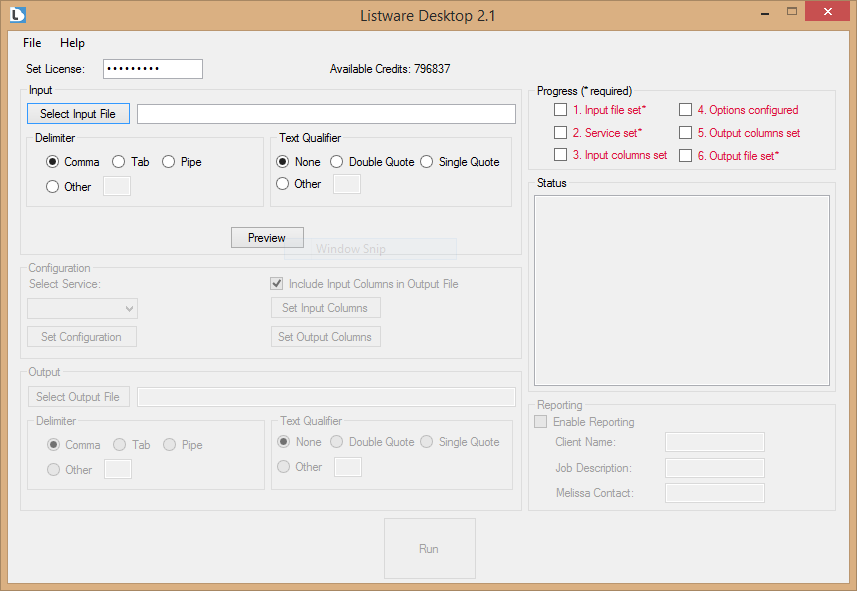 Listware Desktop 2.1
File Help
Set License: ••••••••• Available Credits: 796837
Input
Select Input File
Delimiter
Comma Tab Pipe
Other
Text Qualifier
None Double Quote Single Quote
Other
Preview
Window Snip
Configuration
Select Service:
Include Input Columns in Output File
Set Input Columns
Set Configuration
Set Output Columns
Output
Select Output File
Delimiter
Comma Tab Pipe
Other
Text Qualifier
None Double Quote Single Quote
Other
Progress (* required)
1. Input file set* 4. Options configured
2. Service set* 5. Output columns set
3. Input columns set 6. Output file set*
Status
Reporting
Enable Reporting
Client Name:
Job Description:
Melissa Contact:
Run